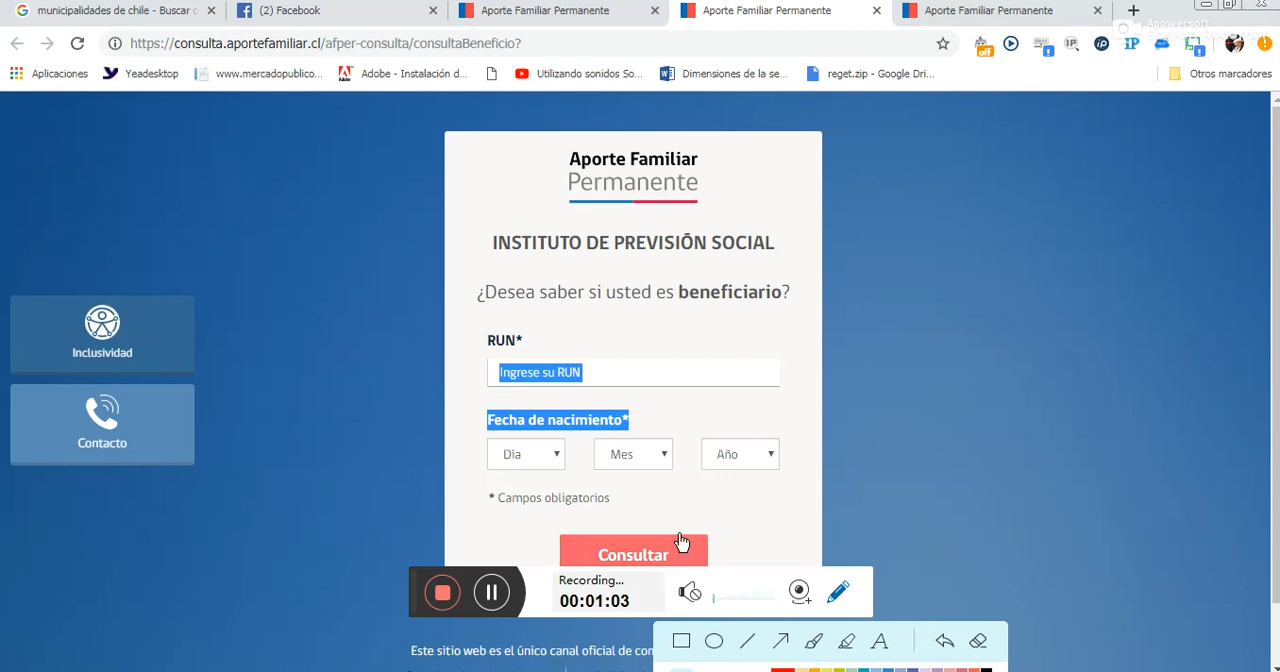 municipalidades de chile - Buscar c
(2) Facebook
Aporte Familiar Permanente
Aporte Familiar Permanente
Aporte Familiar Permanente
https://consulta.aportefamiliar.cl/afper-consulta/consultaBeneficio?
Apowersoft
off
iP
Aplicaciones
Yeadesktop
www.mercadopublico...
Adobe - Instalación d...
Utilizando sonidos So...
Dimensiones de la se...
reget.zip - Google Dri...
Otros marcadores
Aporte Familiar
Permanente
INSTITUTO DE PREVISIÓN SOCIAL
¿Desea saber si usted es beneficiario?
RUN*
Ingrese su RUN
Inclusividad
Fecha de nacimiento*
Contacto
Dia
Mes
Año
* Campos obligatorios
Consultar
Recording...
00:01:03
Este sitio web es el único canal oficial de con